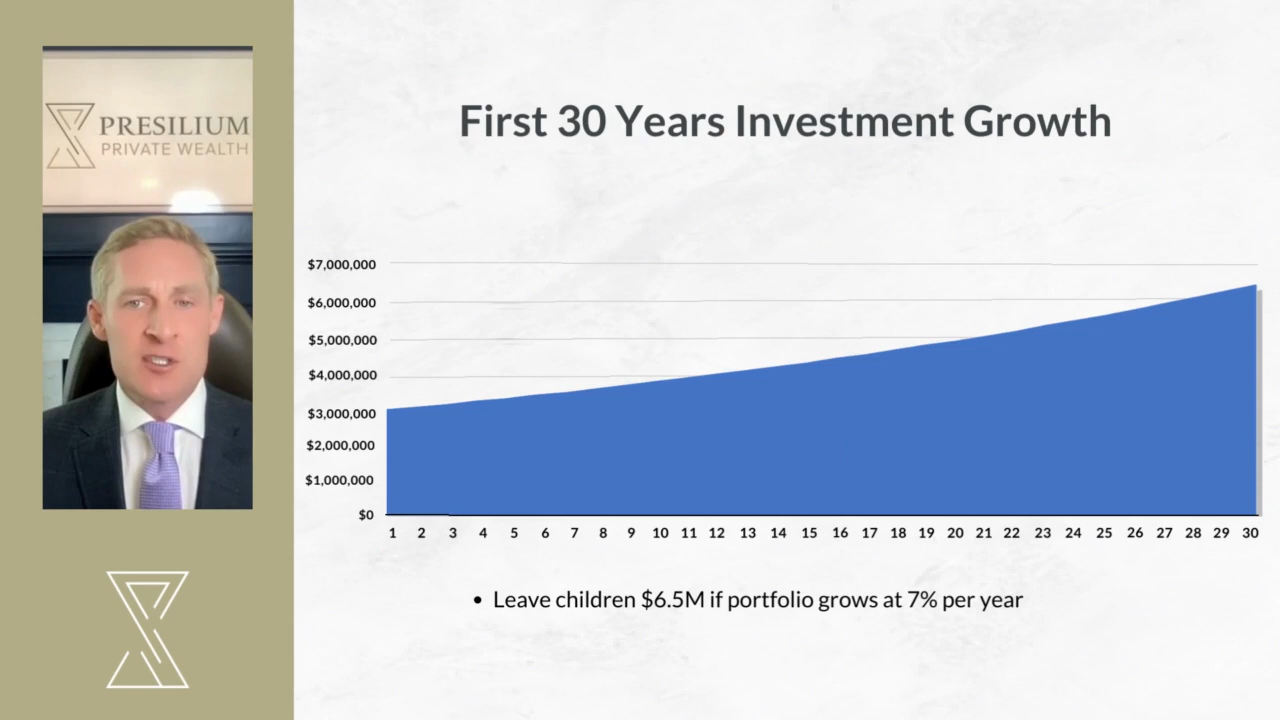 PRESILIUM
PRIVATE WEALTH
First 30 Years Investment Growth
$7,000,000
$6,000,000
$5,000,000
$4,000,000
$3,000,000
$2,000,000
$1,000,000
$0
1 2 3 4 5 6 7 8 9 10 11 12 13 14 15 16 17 18 19 20 21 22 23 24 25 26 27 28 29 30
• Leave children $6.5M if portfolio grows at 7% per year